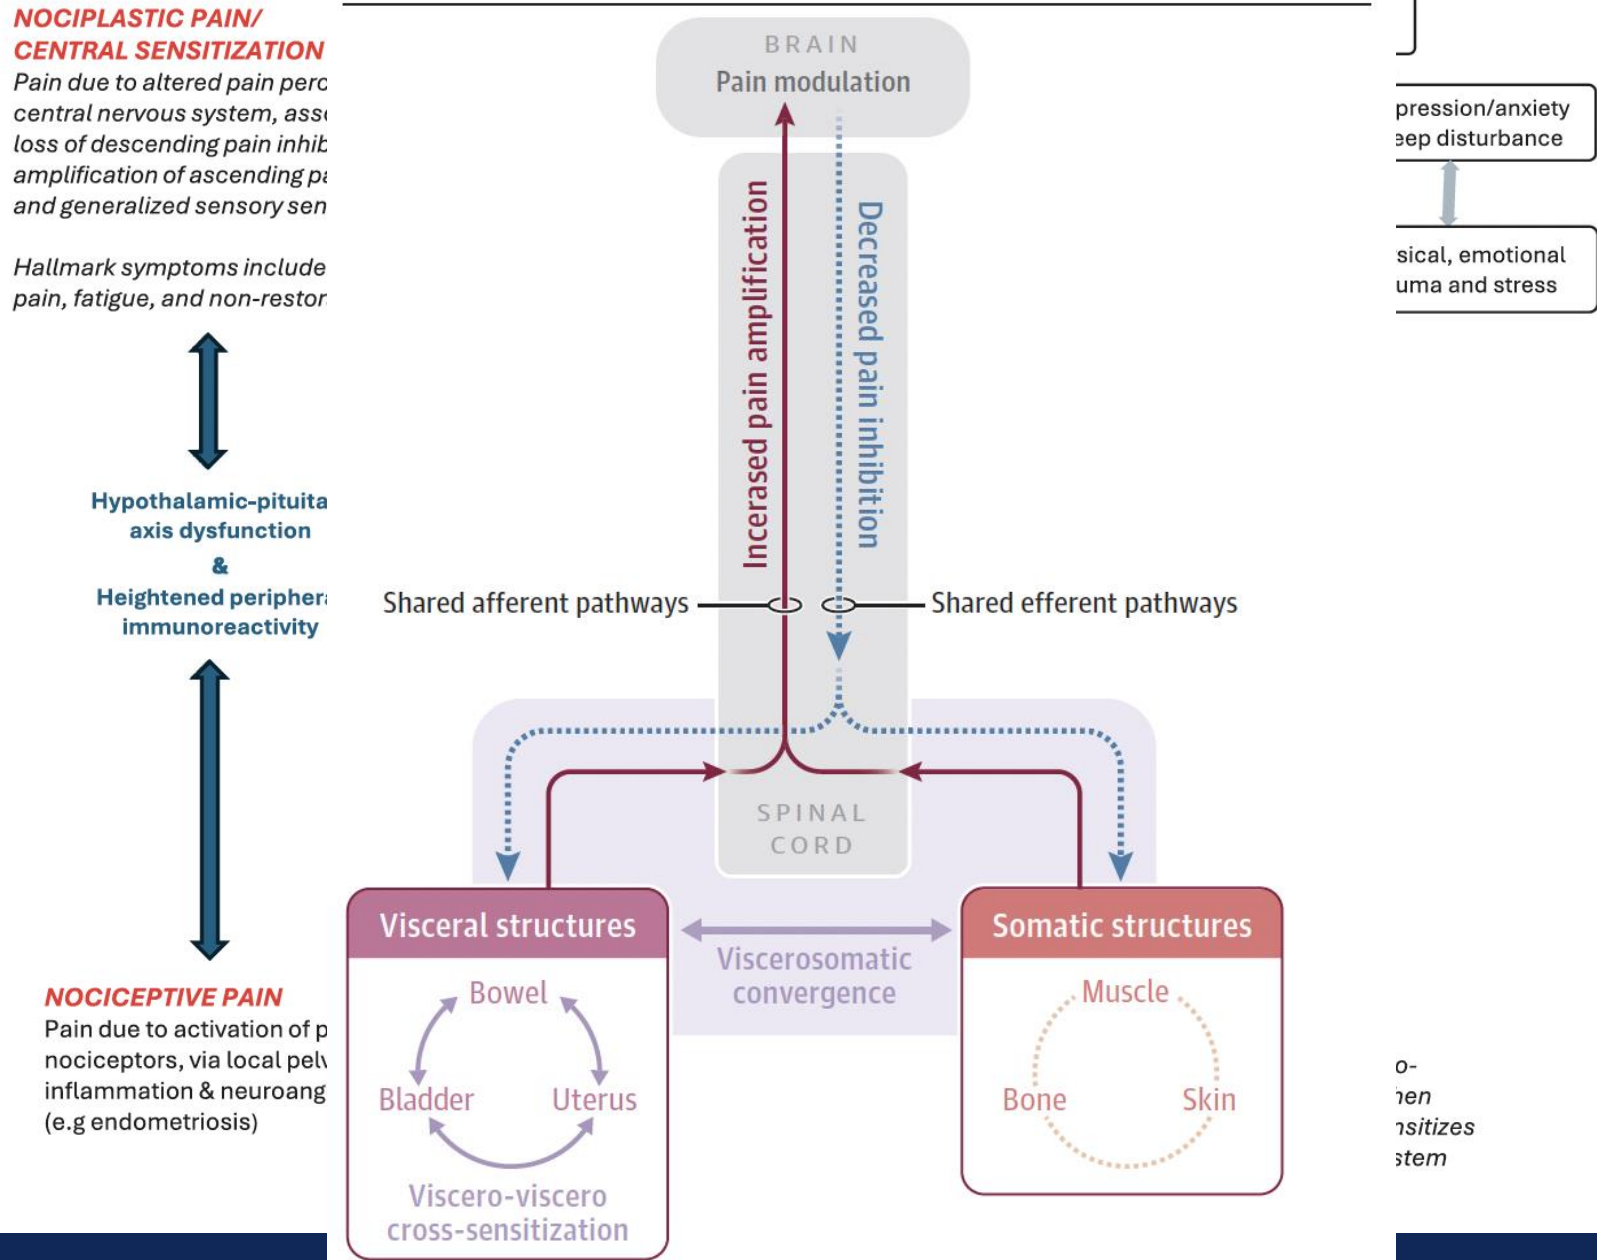 NOCIPLASTIC PAIN/
CENTRAL SENSITIZATION
Pain due to altered pain perc
central nervous system, ass
loss of descending pain inhib
amplification of ascending pa
and generalized sensory sen
Hallmark symptoms include
pain, fatigue, and non-restor
Hypothalamic-pituita
axis dysfunction
&
Heightened periphera
immunoreactivity
NOCICEPTIVE PAIN
Pain due to activation of p
nociceptors, via local pelv
inflammation & neuroang
(e.g endometriosis)
BRAIN
Pain modulation
Incerased pain amplification
Decreased pain inhibition
Shared afferent pathways
Shared efferent pathways
SPINAL
CORD
Visceral structures
Bowel
Bladder
Uterus
Viscero-viscero
cross-sensitization
Viscerosomatic
convergence
Somatic structures
Muscle
Bone
Skin
pression/anxiety
eep disturbance
sical, emotional
uma and stress
o-
hen
nsitizes
stem